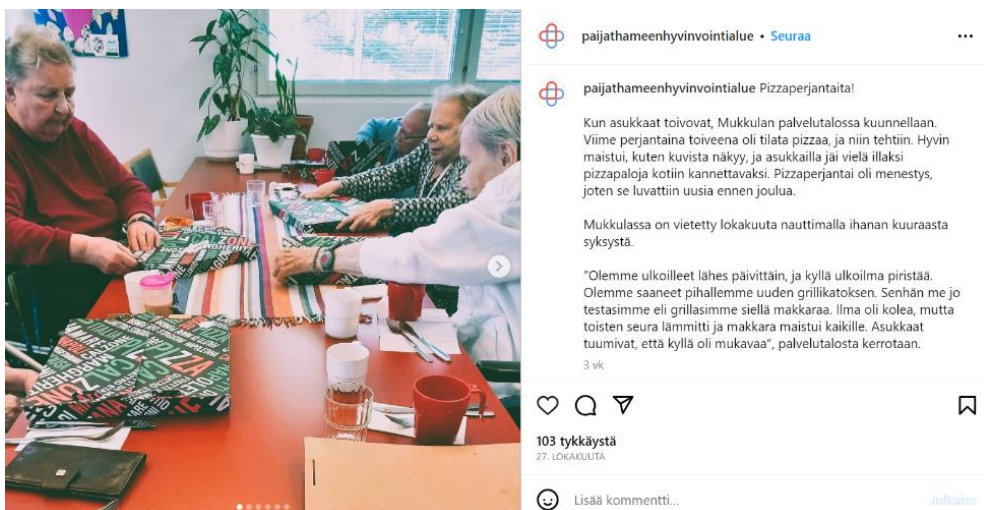 paijathameenhyvinvointialue • Seuraa
paijathameenhyvinvointialue Pizzaperjantaita!
Kun asukkaat toivovat, Mukkulan palvelutalossa kuunnellaan.
Viime perjantaina toiveena oli tilata pizzaa, ja niin tehtiin. Hyvin
maistui, kuten kuvista näkyy, ja asukkailla jäi vielä illaksi
pizzapaloja kotiin kannettavaksi. Pizzaperjantai oli menestys,
joten se luvattiin uusia ennen joulua.
Mukkulassa on vietetty lokakuuta nauttimalla ihanan kuuraasta
syksystä.
"Olemme ulkoilleet lähes päivittäin, ja kyllä ulkoilma piristää.
Olemme saaneet pihallemme uuden grillikatoksen. Senhän me jo
testasimme eli grillasimme siellä makkaraa. Ilma oli kolea, mutta
toisten seura lämmitti ja makkara maistui kaikille. Asukkaat
tuumivat, että kyllä oli mukavaa", palvelutalosta kerrotaan.
3 vk
103 tykkäystä
27. LOKAKUUTA
Lisää kommentti...
Julkaise
CALZONE
PIZZA
CALZONE